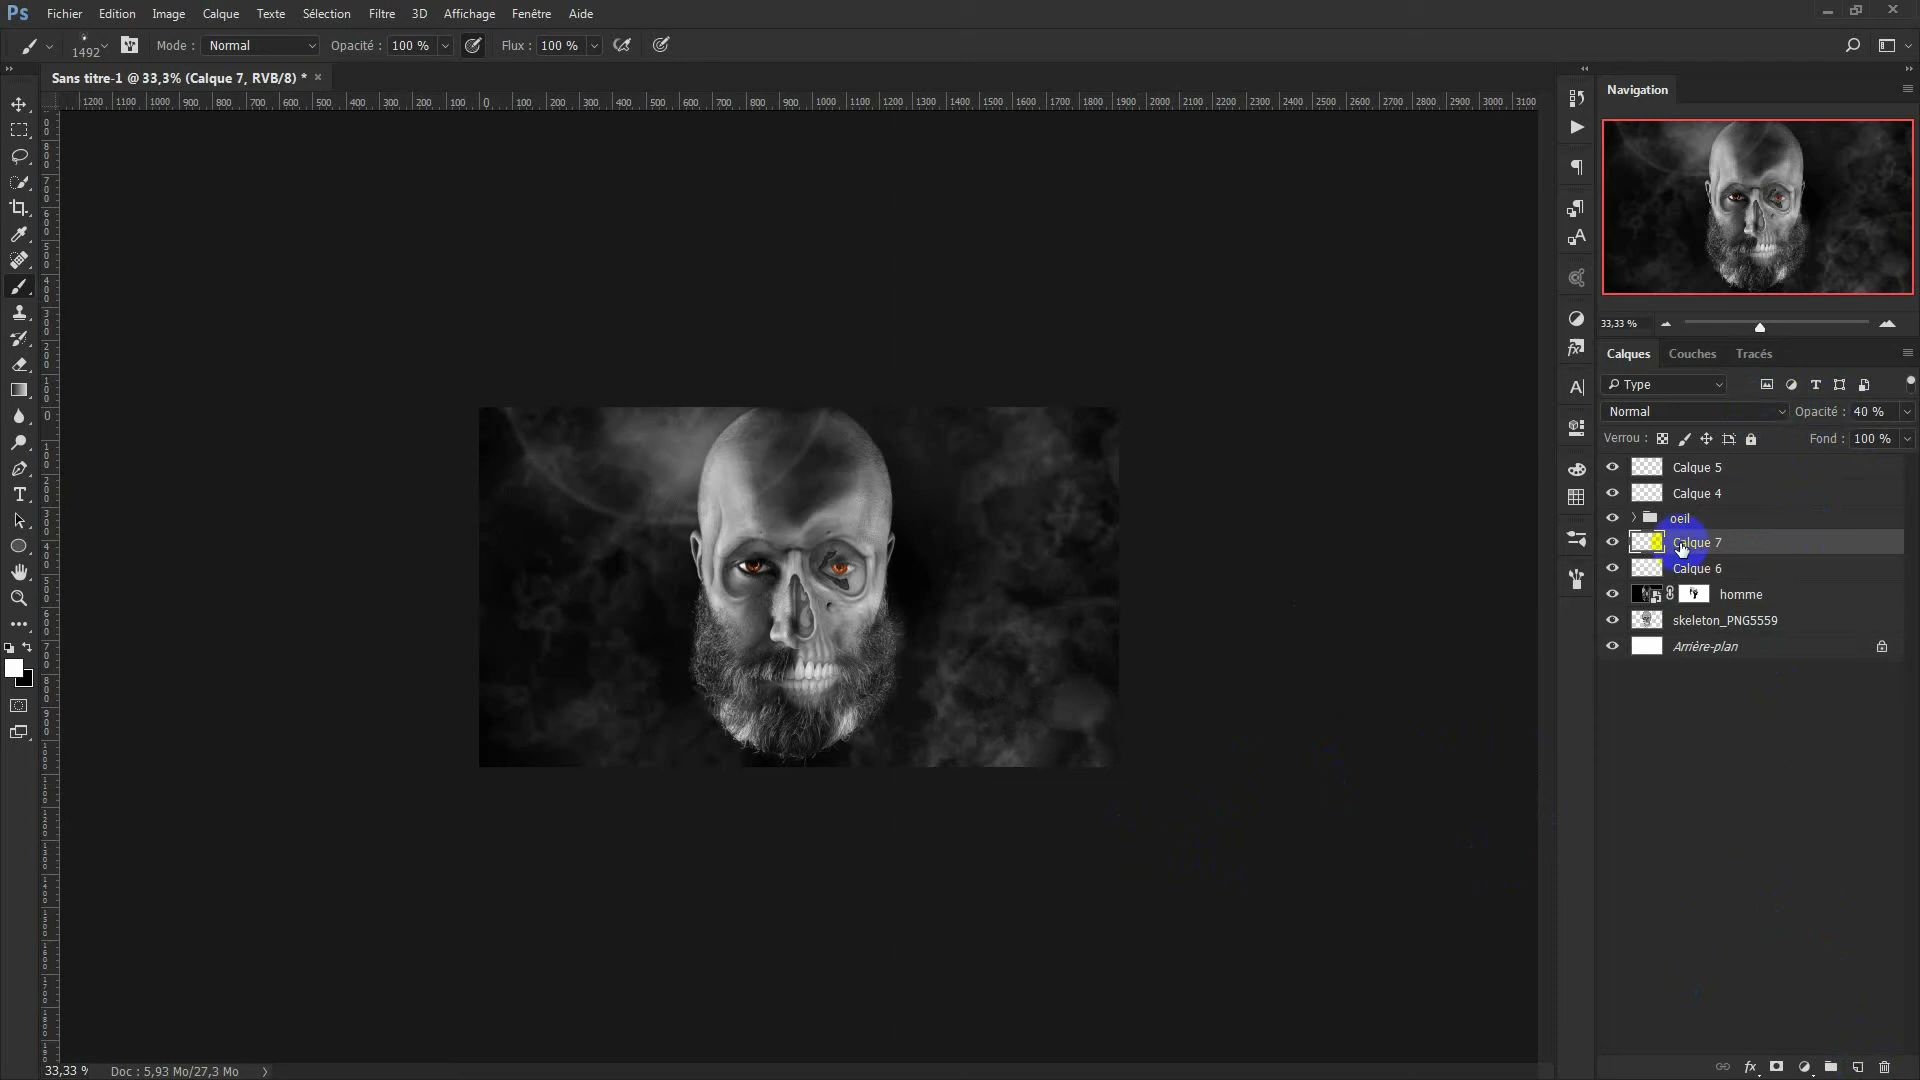 Ps Fichier Edition Image Calque Texte Sélection Filtre 3D Affichage Fenêtre Aide
1492 Mode : Normal Opacité : 100 % Flux : 100 %
Sans titre-1 @ 33,3% (Calque 7, RVB/8) * ×
1200 1100 1000 900 800 700 600 500 400 300 200 100 0 100 200 300 400 500 600 700 800 900 1000 1100 1200 1300 1400 1500 1600 1700 1800 1900 2000 2100 2200 2300 2400 2500 2600 2700 2800 2900 3000 3100
Navigation
33,33 %
Calques Couches Tracés
Type
Normal Opacité : 40 %
Verrou : Fond : 100 %
Calque 5
Calque 4
oeil
Calque 7
Calque 6
homme
skeleton_PNG5559
Arrière-plan
33,33 % Doc : 5,93 Mo/27,3 Mo